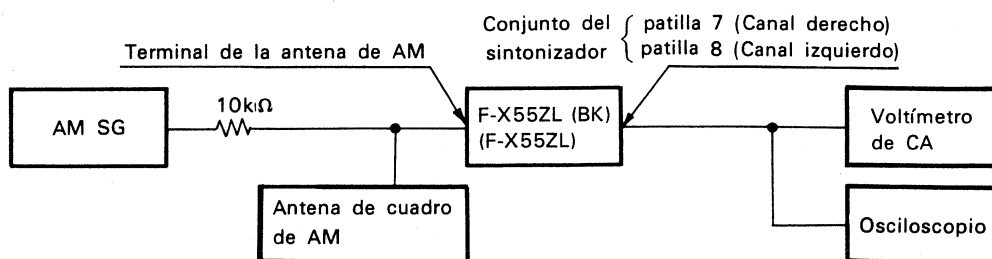 Conjunto del
sintonizador
patilla 7 (Canal derecho)
patilla 8 (Canal izquierdo)
Terminal de la antena de AM
AM SG
10kΩ
F-X55ZL (BK)
(F-X55ZL)
Voltímetro
de CA
Antena de cuadro
de AM
Osciloscopio